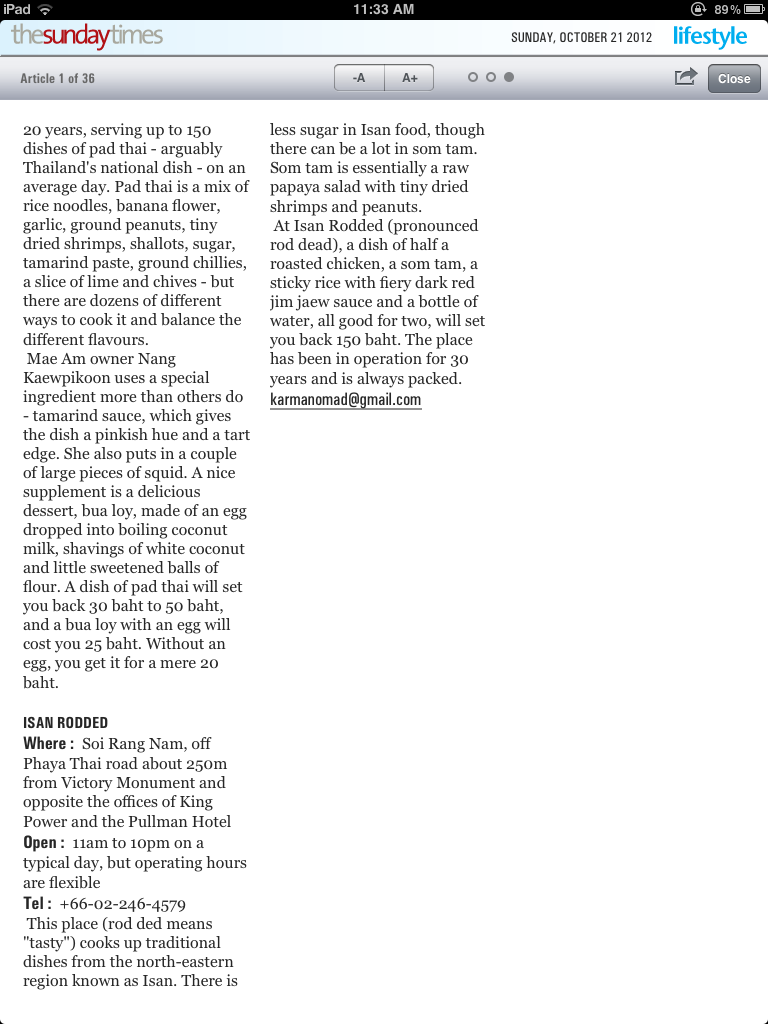 iPad
11:33 AM
89%
thesundaytimes
SUNDAY, OCTOBER 21 2012
lifestyle
Article 1 of 36
-A
A+
Close
20 years, serving up to 150
dishes of pad thai - arguably
Thailand's national dish - on an
average day. Pad thai is a mix of
rice noodles, banana flower,
garlic, ground peanuts, tiny
dried shrimps, shallots, sugar,
tamarind paste, ground chillies,
a slice of lime and chives - but
there are dozens of different
ways to cook it and balance the
different flavours.
Mae Am owner Nang
Kaewpikoon uses a special
ingredient more than others do
- tamarind sauce, which gives
the dish a pinkish hue and a tart
edge. She also puts in a couple
of large pieces of squid. A nice
supplement is a delicious
dessert, bua loy, made of an egg
dropped into boiling coconut
milk, shavings of white coconut
and little sweetened balls of
flour. A dish of pad thai will set
you back 30 baht to 50 baht,
and a bua loy with an egg will
cost you 25 baht. Without an
egg, you get it for a mere 20
baht.
ISAN RODDED
Where : Soi Rang Nam, off
Phaya Thai road about 250m
from Victory Monument and
opposite the offices of King
Power and the Pullman Hotel
Open : 11am to 10pm on a
typical day, but operating hours
are flexible
Tel : +66-02-246-4579
This place (rod ded means
"tasty") cooks up traditional
dishes from the north-eastern
region known as Isan. There is
less sugar in Isan food, though
there can be a lot in som tam.
Som tam is essentially a raw
papaya salad with tiny dried
shrimps and peanuts.
At Isan Rodded (pronounced
rod dead), a dish of half a
roasted chicken, a som tam, a
sticky rice with fiery dark red
jim jaew sauce and a bottle of
water, all good for two, will set
you back 150 baht. The place
has been in operation for 30
years and is always packed.
karmanomad@gmail.com